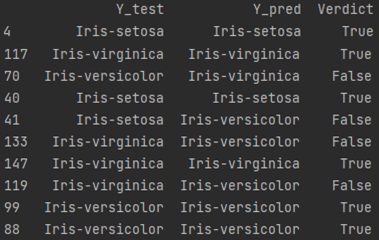 Y_test Y_pred Verdict
4 Iris-setosa Iris-setosa True
117 Iris-virginica Iris-virginica True
70 Iris-versicolor Iris-virginica False
40 Iris-setosa Iris-setosa True
41 Iris-setosa Iris-versicolor False
133 Iris-virginica Iris-versicolor False
147 Iris-virginica Iris-virginica True
119 Iris-virginica Iris-versicolor False
99 Iris-versicolor Iris-versicolor True
88 Iris-versicolor Iris-versicolor True